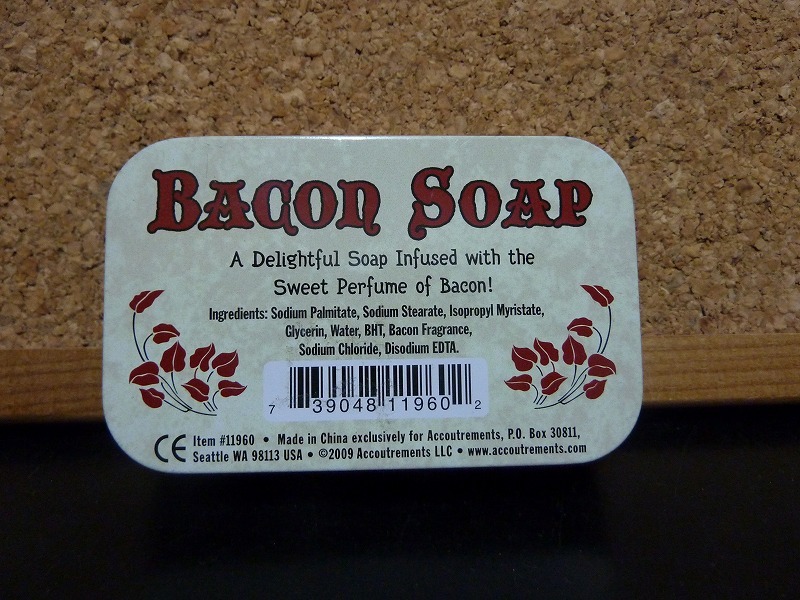 BACON SOAP
A Delightful Soap Infused with the
Sweet Perfume of Bacon!
Ingredients: Sodium Palmitate, Sodium Stearate, Isopropyl Myristate,
Glycerin, Water, BHT, Bacon Fragrance,
Sodium Chloride, Disodium EDTA.
7 39048 11960 2
CE Item #11960 • Made in China exclusively for Accoutrements, P.O. Box 30811,
Seattle WA 98113 USA • ©2009 Accoutrements LLC • www.accoutrements.com